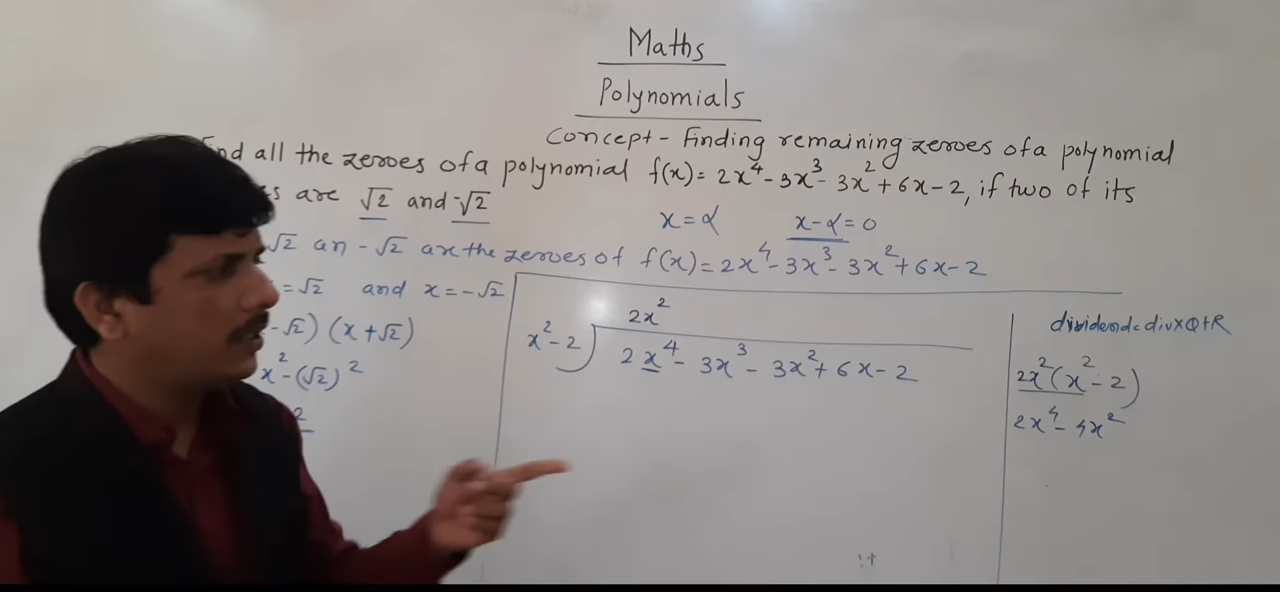 Maths
Polynomials
Concept - Finding remaining zeroes of a polynomial
find all the zeroes of a polynomial f(x) = 2x⁴ - 3x³ - 3x² + 6x - 2, if two of its
s are √2 and -√2
x = α x - α = 0
√2 an - √2 are the zeroes of f(x) = 2x⁴ - 3x³ - 3x² + 6x - 2
= √2 and x = -√2
- √2) (x + √2)
x² - (√2)²
2
2x²
x² - 2) 2x⁴ - 3x³ - 3x² + 6x - 2
dividend = div × Q + R
2x²(x² - 2)
2x⁴ - 4x²